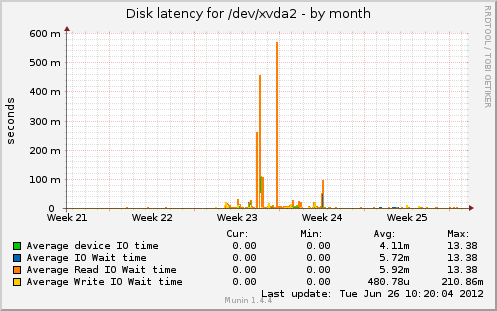 Disk latency for /dev/xvda2 - by month
RRDTOOL / TOBI OETIKER
seconds
600 m
500 m
400 m
300 m
200 m
100 m
0
Week 21 Week 22 Week 23 Week 24 Week 25
Cur: Min: Avg: Max:
Average device IO time 0.00 0.00 4.11m 13.38
Average IO Wait time 0.00 0.00 5.72m 13.38
Average Read IO Wait time 0.00 0.00 5.92m 13.38
Average Write IO Wait time 0.00 0.00 480.78u 210.86m
Last update: Tue Jun 26 10:20:04 2012
Munin 1.4.4